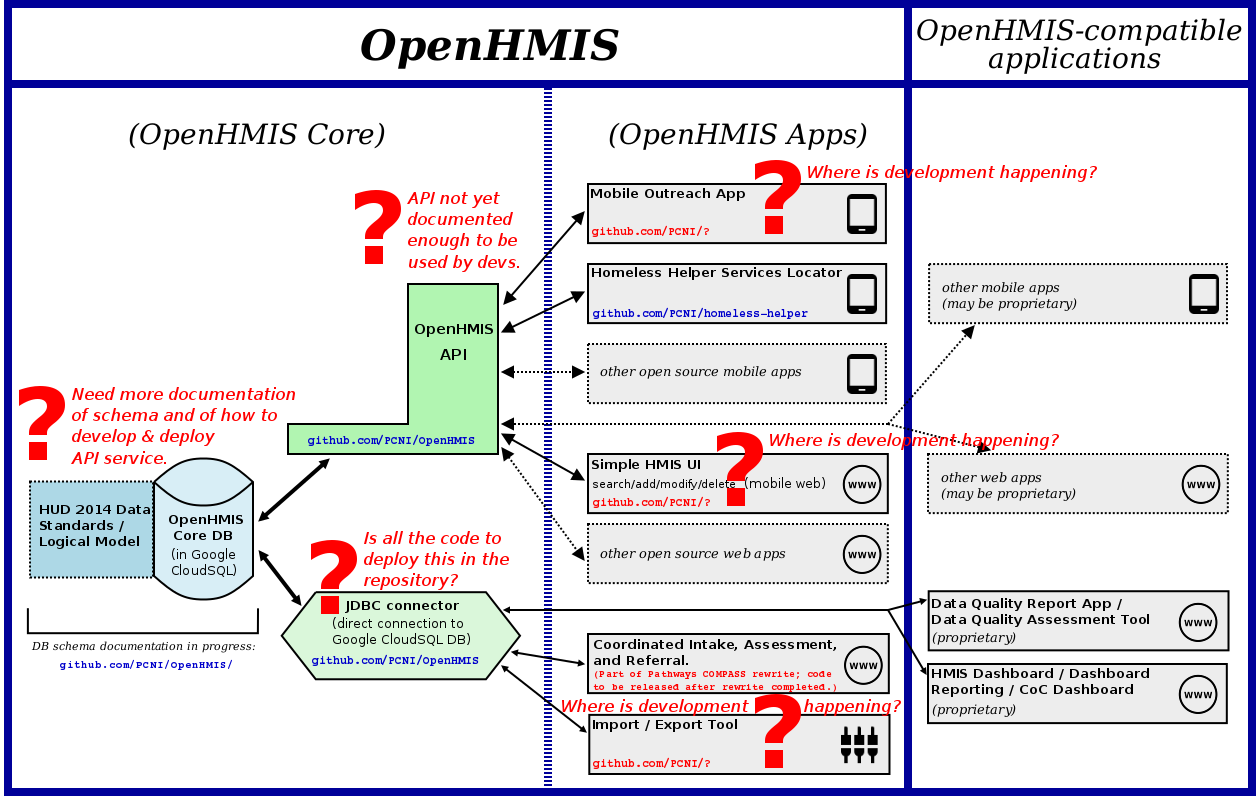 OpenHMIS
OpenHMIS-compatible
applications
(OpenHMIS Core)
(OpenHMIS Apps)
? Where is development happening?
? API not yet
documented
enough to be
used by devs.
Mobile Outreach App
github.com/PCNI/?
Homeless Helper Services Locator
github.com/PCNI/homeless-helper
other mobile apps
(may be proprietary)
OpenHMIS
API
github.com/PCNI/OpenHMIS
other open source mobile apps
? Need more documentation
of schema and of how to
develop & deploy
API service.
? Where is development happening?
Simple HMIS UI
search/add/modify/delete (mobile web)
github.com/PCNI/?
www
other web apps
(may be proprietary)
www
HUD 2014 Data
Standards /
Logical Model
OpenHMIS
Core DB
(in Google
CloudSQL)
other open source web apps
www
? Is all the code to
deploy this in the
repository?
JDBC connector
(direct connection to
Google CloudSQL DB)
github.com/PCNI/OpenHMIS
DB schema documentation in progress:
github.com/PCNI/OpenHMIS/
Data Quality Report App /
Data Quality Assessment Tool
(proprietary)
www
Coordinated Intake, Assessment,
and Referral.
(Part of Pathways COMPASS rewrite; code
to be released after rewrite completed.)
www
HMIS Dashboard / Dashboard
Reporting / CoC Dashboard
(proprietary)
www
Where is development ? happening?
Import / Export Tool
github.com/PCNI/?